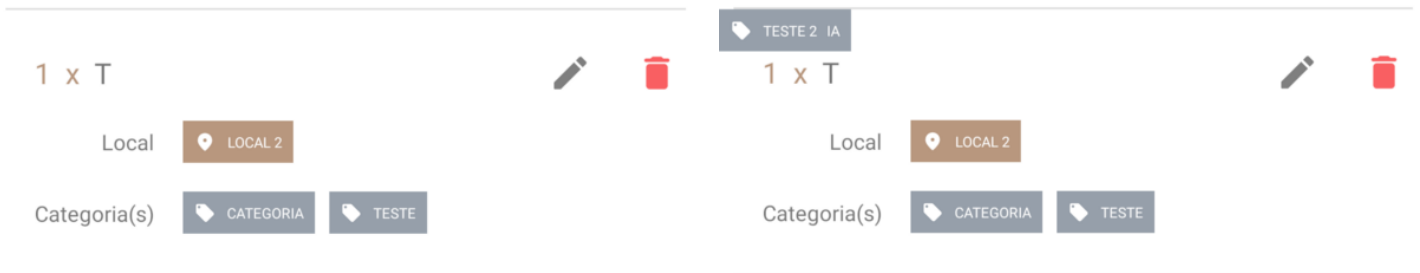 1 x T
Local LOCAL 2
Categoria(s) CATEGORIA TESTE
TESTE 2 IA
1 x T
Local LOCAL 2
Categoria(s) CATEGORIA TESTE